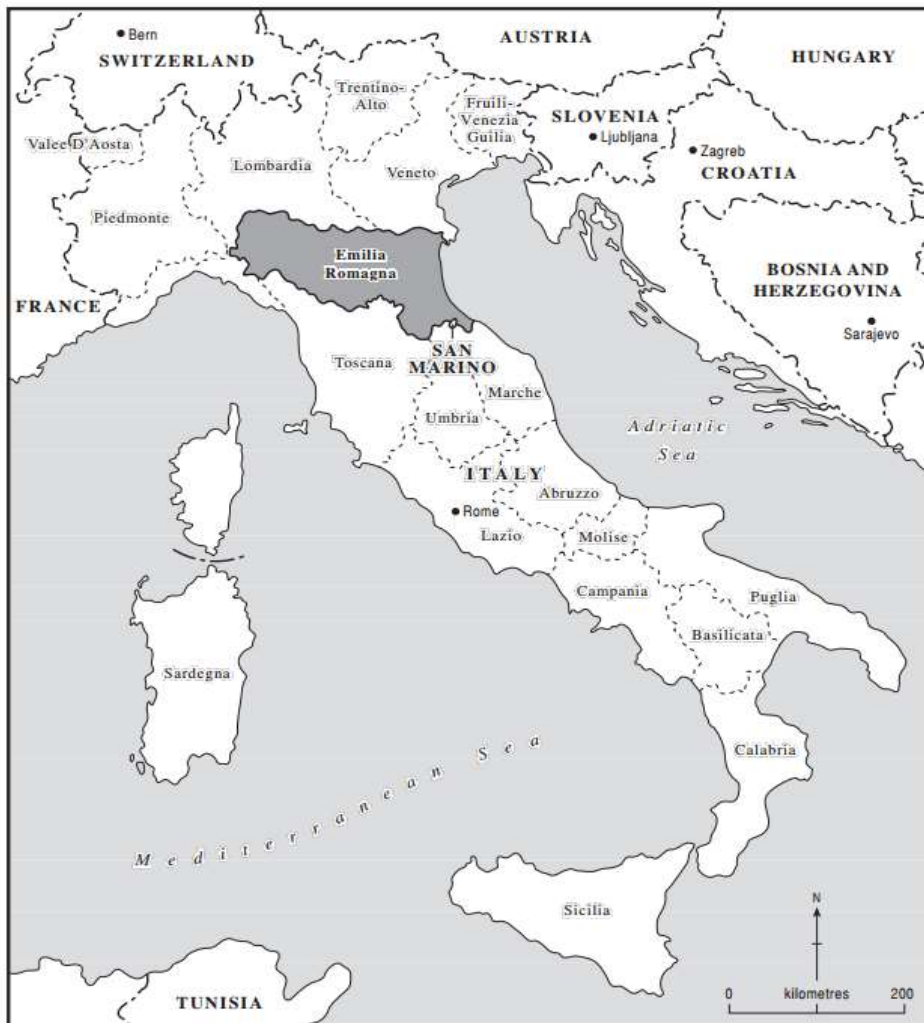 Bern
SWITZERLAND
AUSTRIA
HUNGARY
Trentino-
Alto
Fruili-
Venezia
Guilia
SLOVENIA
Ljubljana
Valee D'Aosta
Lombardia
Veneto
Zagreb
CROATIA
Piedmonte
Emilia
Romagna
BOSNIA AND
HERZEGOVINA
FRANCE
Sarajevo
SAN
MARINO
Toscana
Marche
Umbria
Adriatic
Sea
ITALY
Abruzzo
Rome
Lazio
Molise
Campania
Puglia
Basilicata
Sardegna
Calabria
Mediterranean Sea
Sicilia
N
TUNISIA
0 kilometres 200